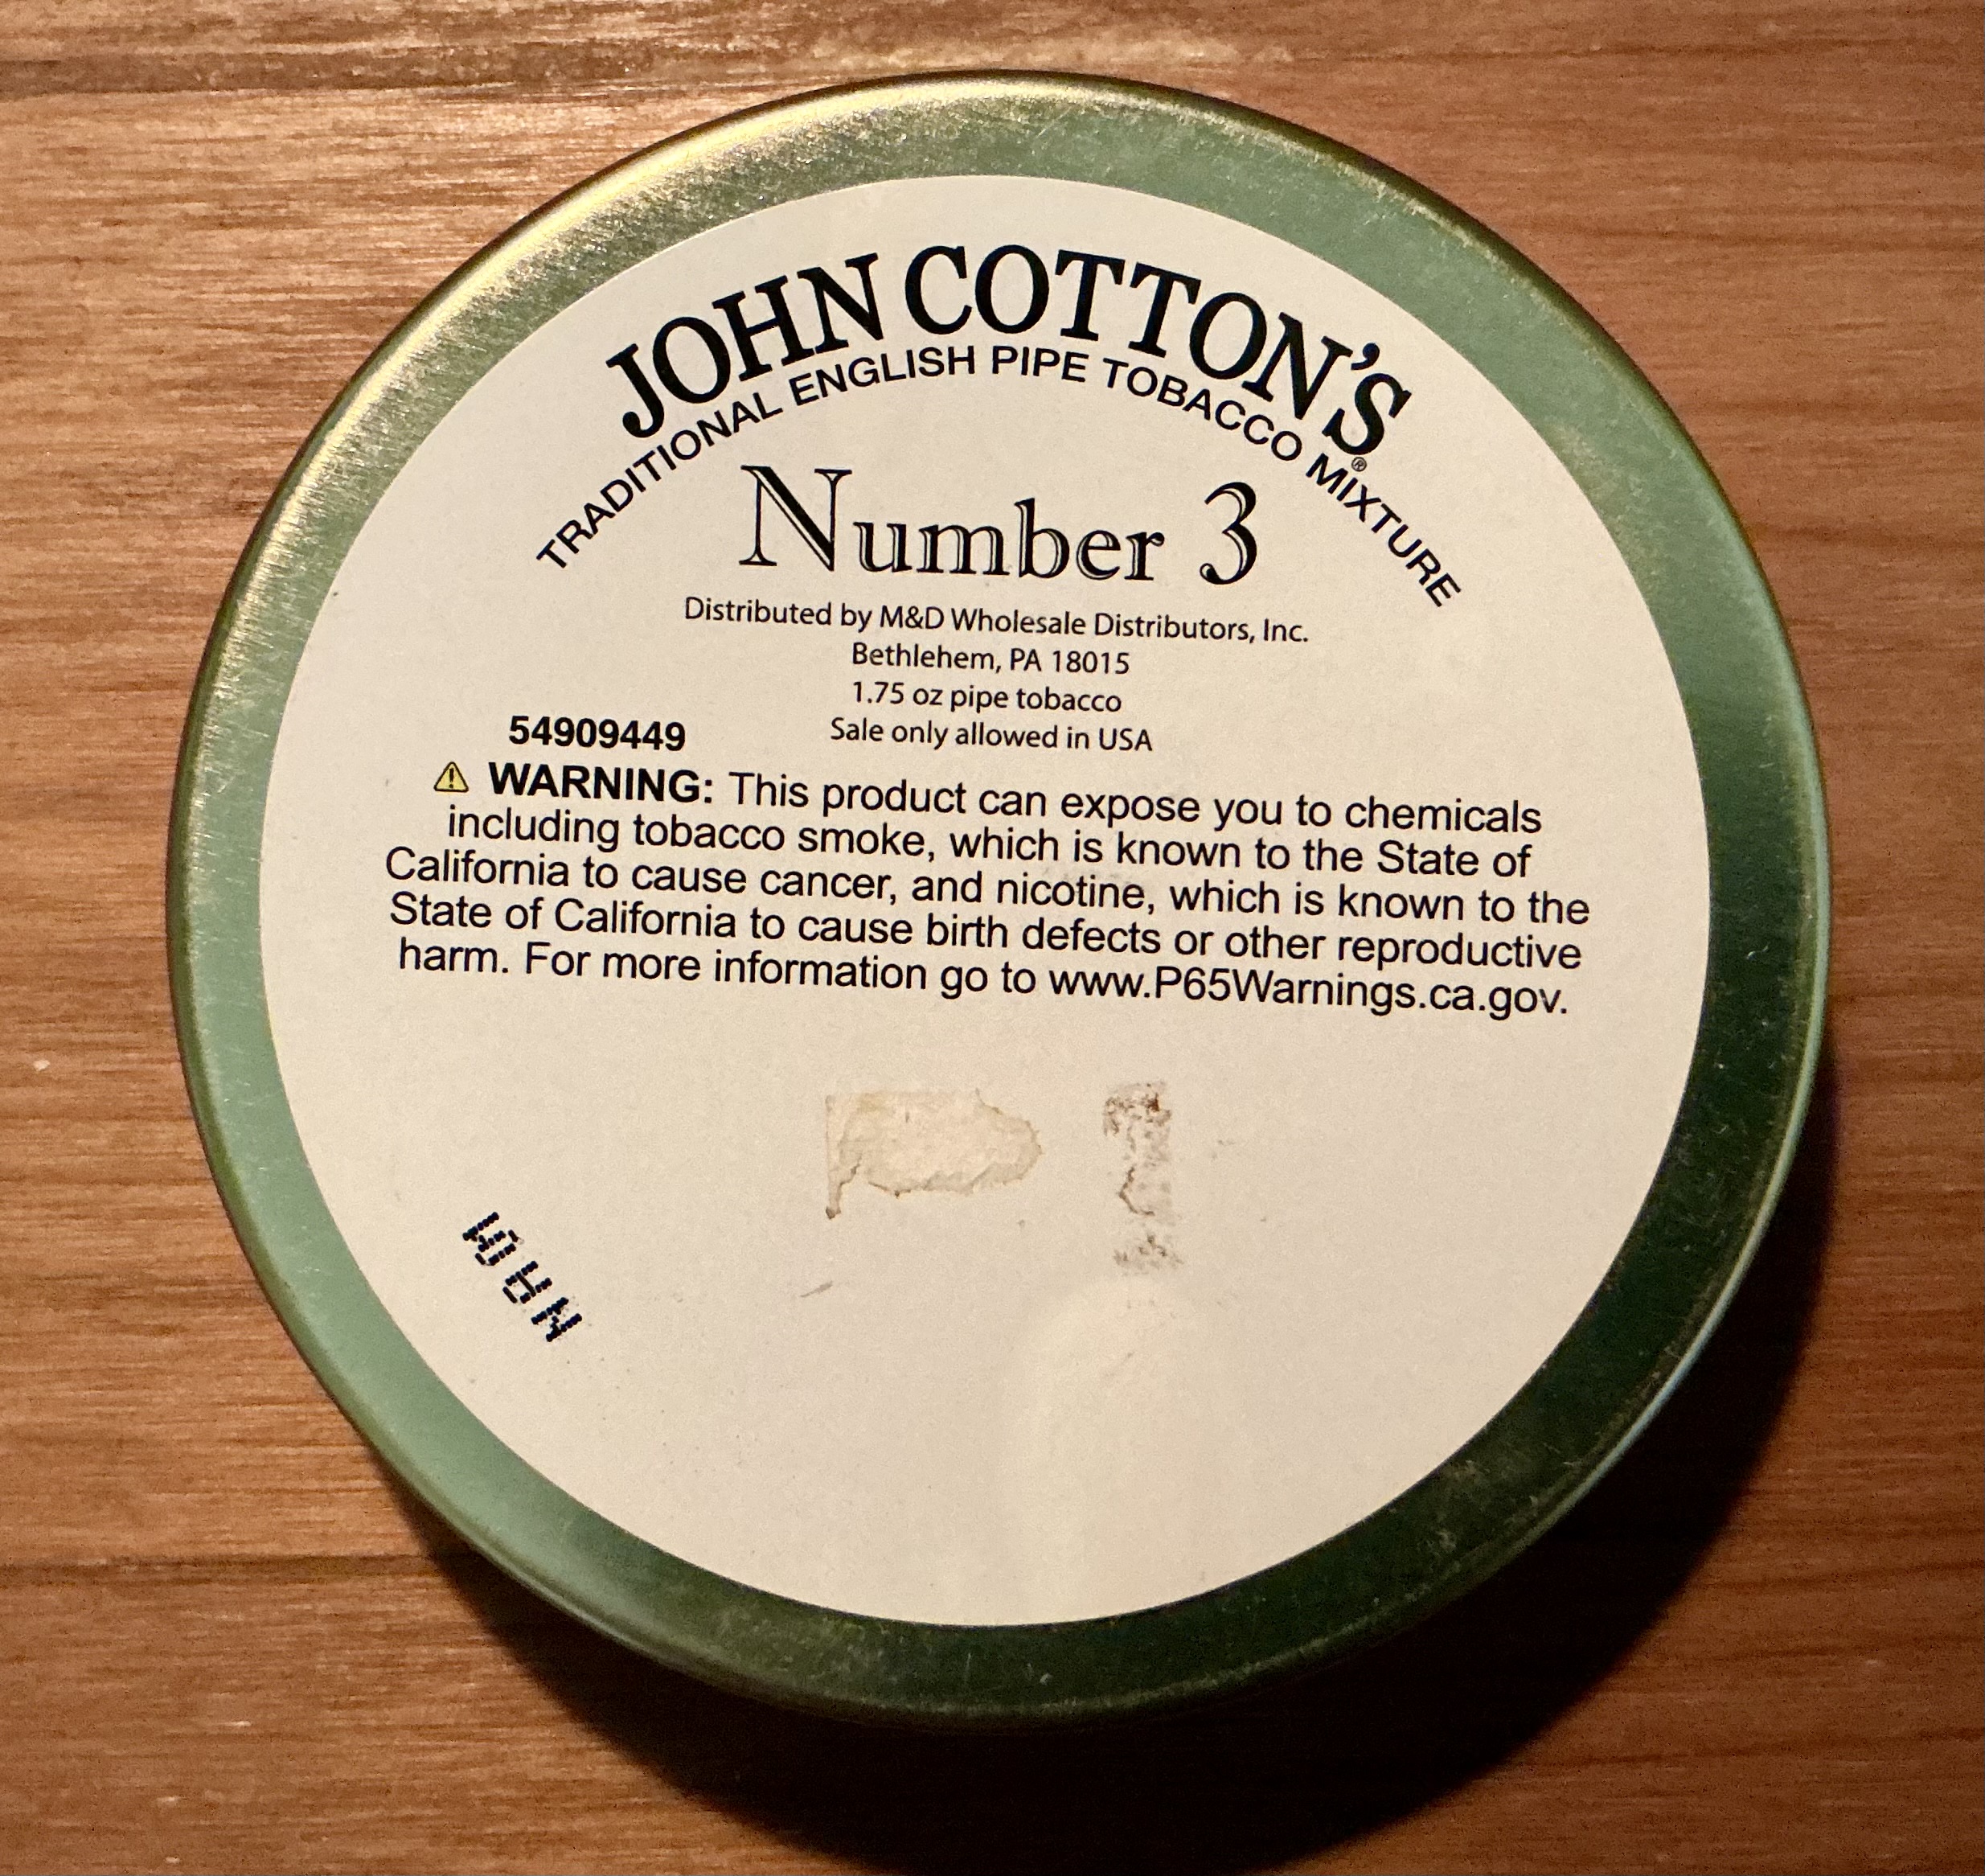 JOHN COTTON'S®
TRADITIONAL ENGLISH PIPE TOBACCO MIXTURE
Number 3
Distributed by M&D Wholesale Distributors, Inc.
Bethlehem, PA 18015
1.75 oz pipe tobacco
Sale only allowed in USA
54909449
⚠ WARNING: This product can expose you to chemicals
including tobacco smoke, which is known to the State of
California to cause cancer, and nicotine, which is known to the
State of California to cause birth defects or other reproductive
harm. For more information go to www.P65Warnings.ca.gov.